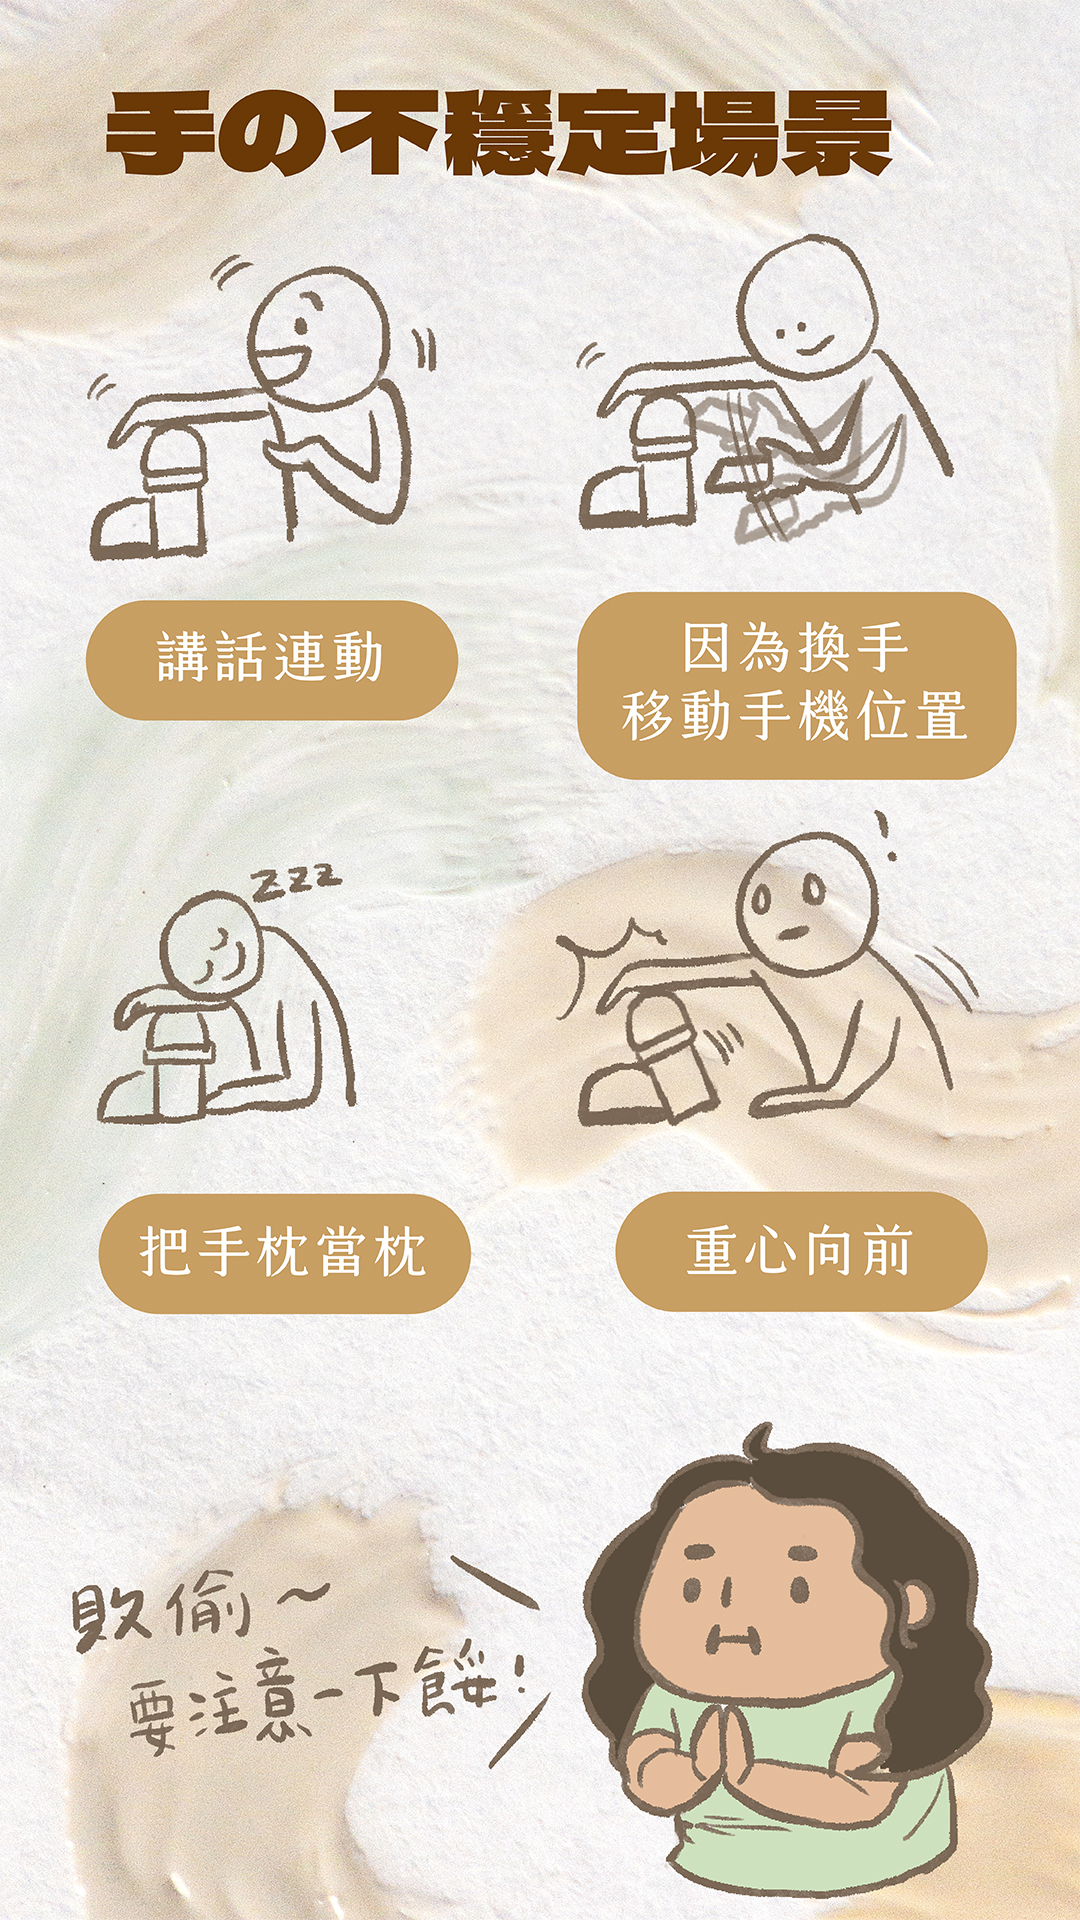 手の不穩定場景
講話連動
因為換手
移動手機位置
zzz
把手枕當枕
重心向前
敗偷~
要注意一下餒!